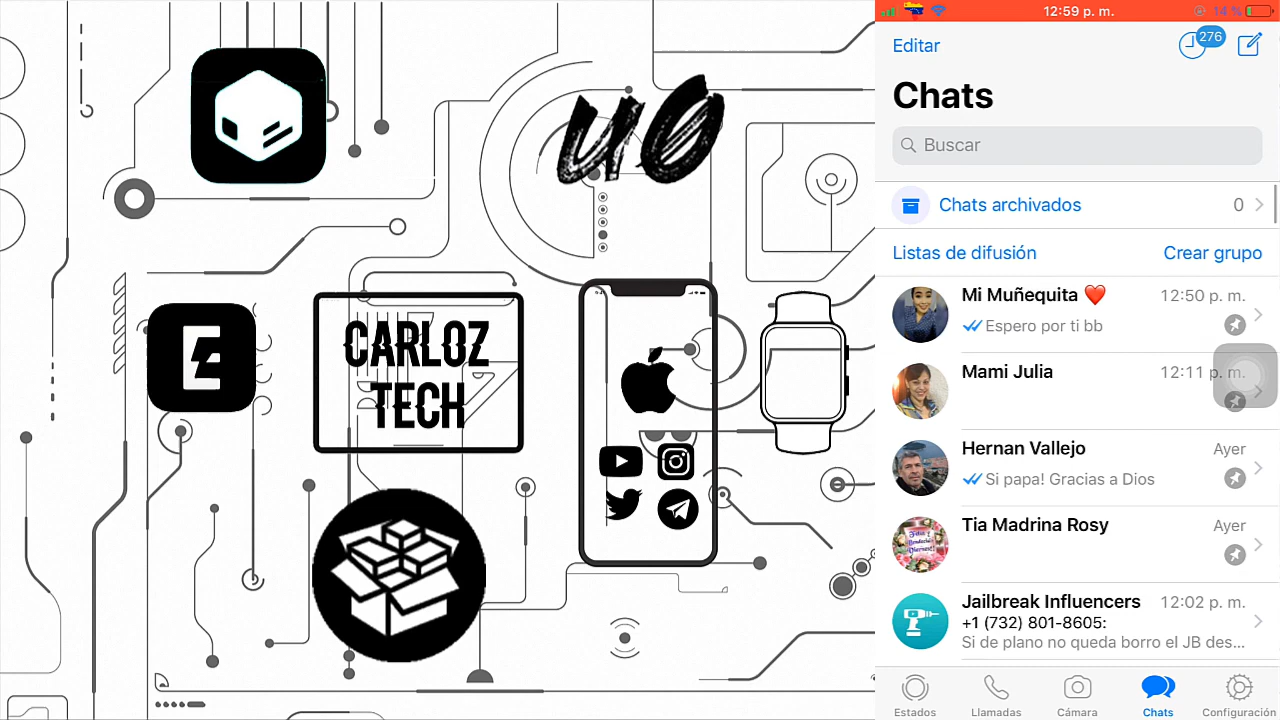 UO
CARLOZ
TECH
12:59 p. m.
14 %
Editar
276
Chats
Buscar
Chats archivados
0
Listas de difusión
Crear grupo
Mi Muñequita ❤️
12:50 p. m.
Espero por ti bb
Mami Julia
12:11 p. m.
Hernan Vallejo
Ayer
Si papa! Gracias a Dios
Tia Madrina Rosy
Ayer
Jailbreak Influencers
12:02 p. m.
+1 (732) 801-8605:
Si de plano no queda borro el JB des...
Estados
Llamadas
Cámara
Chats
Configuración